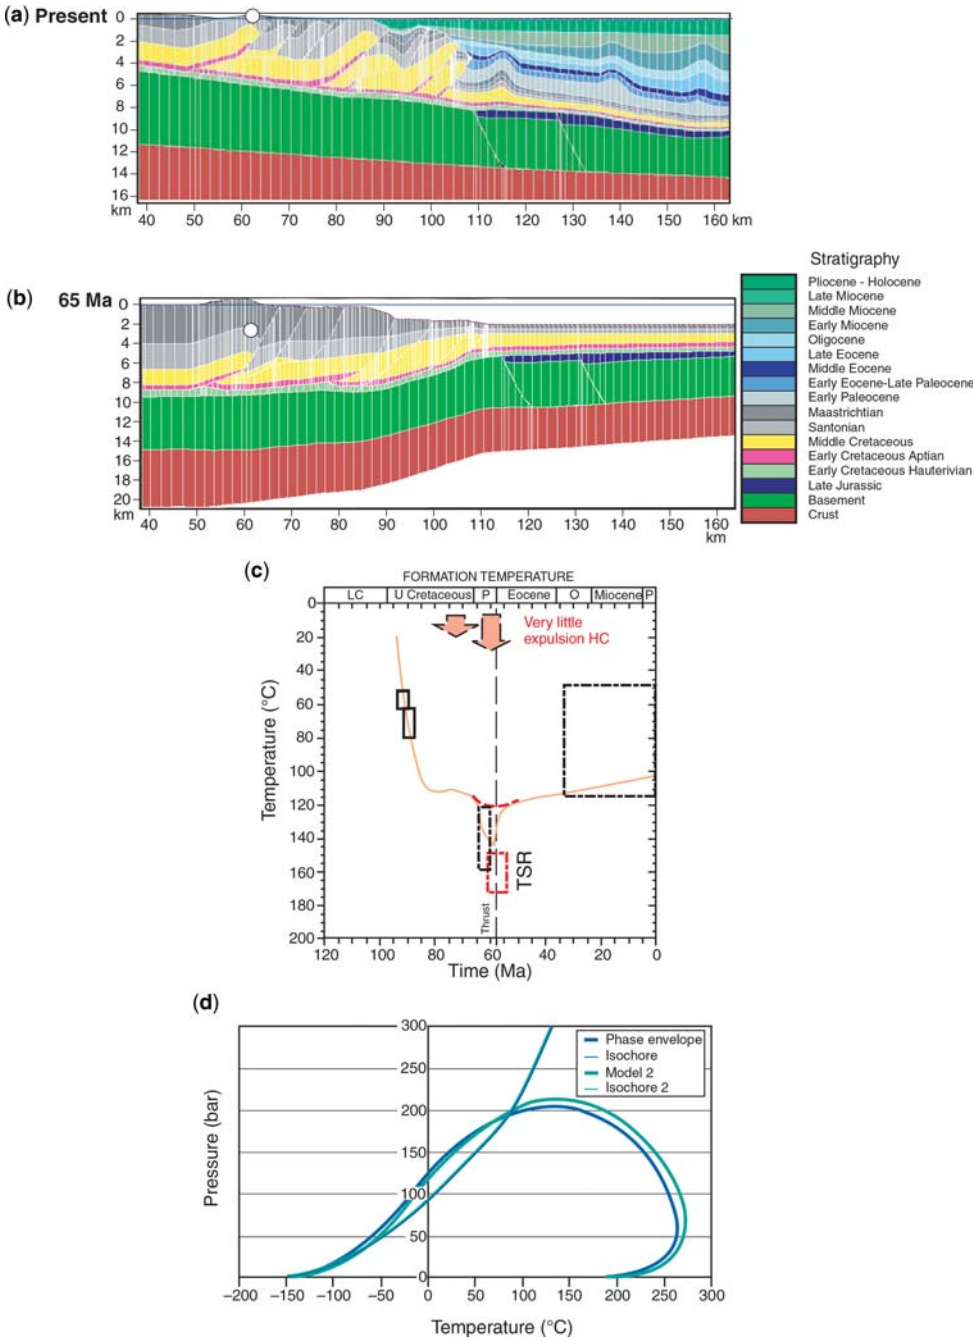 (a) Present
0
2
4
6
8
10
12
14
16
km
40 50 60 70 80 90 100 110 120 130 140 150 160 km
(b) 65 Ma
0
2
4
6
8
10
12
14
16
18
20
km
40 50 60 70 80 90 100 110 120 130 140 150 160
km
Stratigraphy
Pliocene - Holocene
Late Miocene
Middle Miocene
Early Miocene
Oligocene
Late Eocene
Middle Eocene
Early Eocene-Late Paleocene
Early Paleocene
Maastrichtian
Santonian
Middle Cretaceous
Early Cretaceous Aptian
Early Cretaceous Hauterivian
Late Jurassic
Basement
Crust
(c)
FORMATION TEMPERATURE
LC U Cretaceous P Eocene O Miocene P
Very little
expulsion HC
0
20
40
60
80
100
120
140
160
180
200
Temperature (°C)
TSR
Thrust
120 100 80 60 40 20 0
Time (Ma)
(d)
300
250
200
150
100
50
0
Pressure (bar)
Phase envelope
Isochore
Model 2
Isochore 2
−200 −150 −100 −50 0 50 100 150 200 250 300
Temperature (°C)